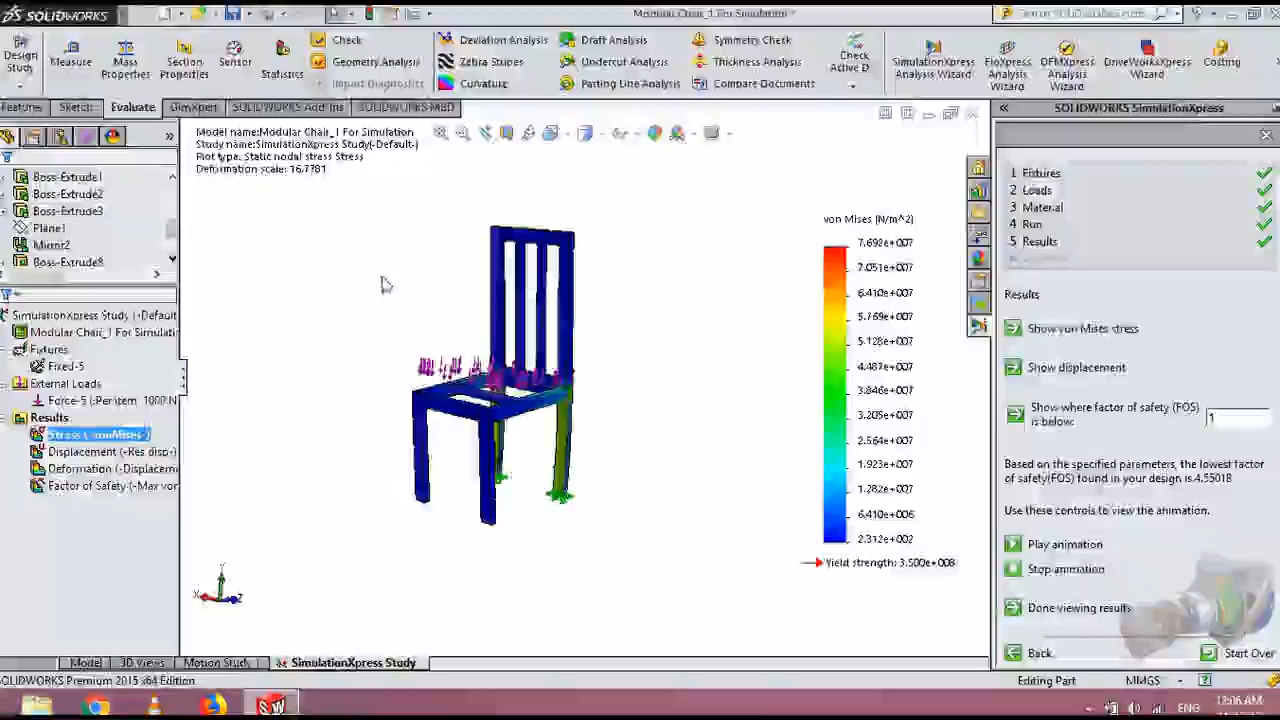 SOLIDWORKS
Modular Chair_1 For Simulation *
Design Study
Measure
Mass Properties
Section Properties
Sensor
Statistics
Check
Geometry Analysis
Import Diagnostics
Deviation Analysis
Zebra Stripes
Curvature
Draft Analysis
Undercut Analysis
Parting Line Analysis
Symmetry Check
Thickness Analysis
Compare Documents
Check Active D
SimulationXpress Analysis Wizard
FloXpress Analysis Wizard
DFMXpress Analysis Wizard
DriveWorksXpress Wizard
Costing
Features
Sketch
Evaluate
DimXpert
SOLIDWORKS Add-Ins
SOLIDWORKS MBD
SOLIDWORKS SimulationXpress
Model name:Modular Chair_1 For Simulation
Study name:SimulationXpress Study(-Default-)
Plot type: Static nodal stress Stress
Deformation scale: 16.7781
Boss-Extrude1
Boss-Extrude2
Boss-Extrude3
Plane1
Mirror2
Boss-Extrude8
SimulationXpress Study (-Default
Modular Chair_1 For Simulati
Fixtures
Fixed-5
External Loads
Force-5 (:Per item: 1000 N
Results
Stress (-vonMises-)
Displacement (-Res disp-)
Deformation (-Displacem
Factor of Safety (-Max von
von Mises (N/m^2)
7.692e+007
7.051e+007
6.410e+007
5.769e+007
5.128e+007
4.487e+007
3.846e+007
3.205e+007
2.564e+007
1.923e+007
1.282e+007
6.410e+006
2.312e+002
Yield strength: 3.500e+008
Y
X
Z
1 Fixtures
2 Loads
3 Material
4 Run
5 Results
Results
Show von Mises stress
Show displacement
Show where factor of safety (FOS) is below:
1
Based on the specified parameters, the lowest factor
of safety(FOS) found in your design is 4.55018
Use these controls to view the animation.
Play animation
Stop animation
Done viewing results
Back
Start Over
Model
3D Views
Motion Study
SimulationXpress Study
SOLIDWORKS Premium 2015 x64 Edition
Editing Part
MMGS
ENG
12:06 AM